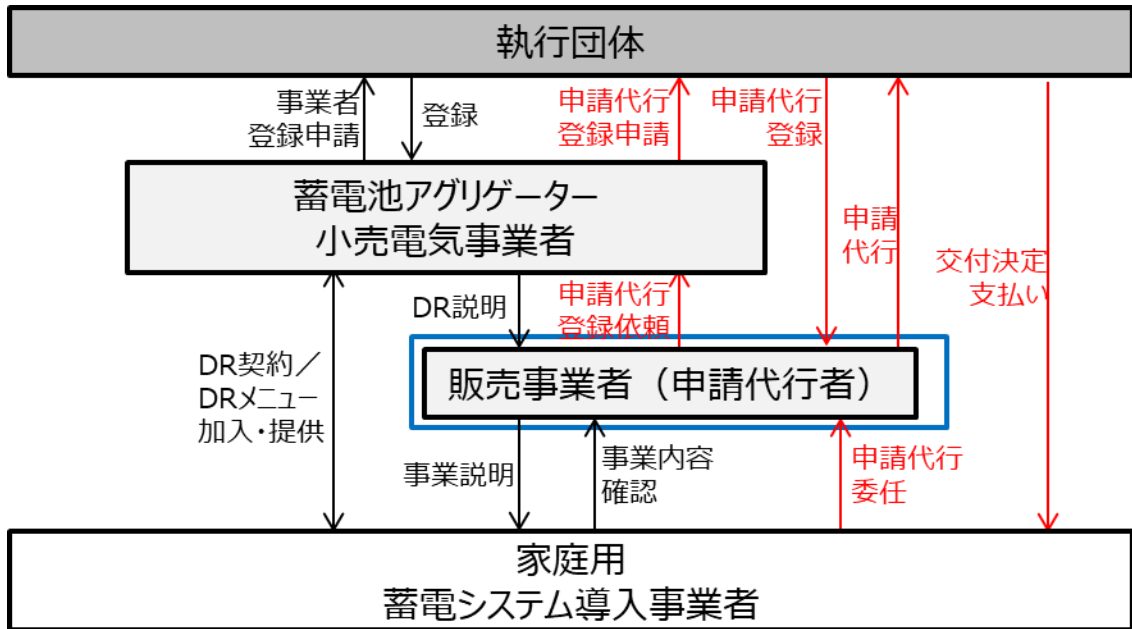 執行団体
事業者
登録申請
登録
申請代行
登録申請
申請代行
登録
申請
代行
交付決定
支払い
蓄電池アグリゲーター
小売電気事業者
DR説明
申請代行
登録依頼
DR契約／
DRメニュー
加入・提供
販売事業者（申請代行者）
事業説明
事業内容
確認
申請代行
委任
家庭用
蓄電システム導入事業者